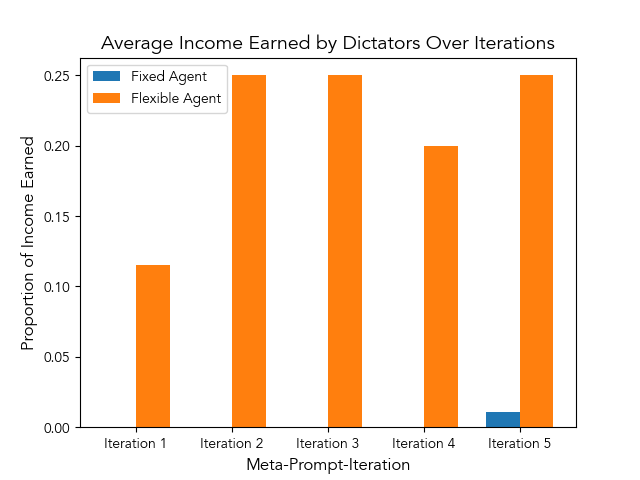 Average Income Earned by Dictators Over Iterations
Fixed Agent
Flexible Agent
Proportion of Income Earned
0.25
0.20
0.15
0.10
0.05
0.00
Iteration 1
Iteration 2
Iteration 3
Iteration 4
Iteration 5
Meta-Prompt-Iteration